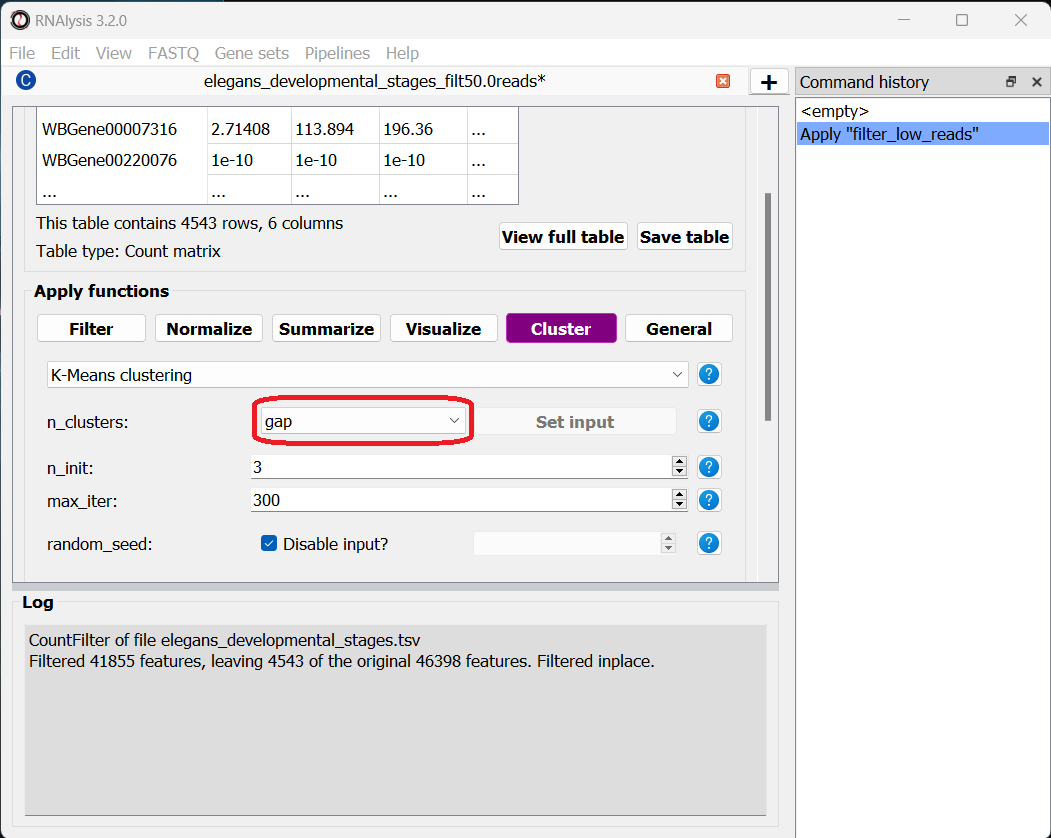 RNAlysis 3.2.0
File Edit View FASTQ Gene sets Pipelines Help
C elegans_developmental_stages_filt50.0reads* +
WBGene00007316 2.71408 113.894 196.36 ...
WBGene00220076 1e-10 1e-10 1e-10 ...
... ... ... ... ...
This table contains 4543 rows, 6 columns
Table type: Count matrix
View full table Save table
Apply functions
Filter Normalize Summarize Visualize Cluster General
K-Means clustering ?
n_clusters: gap Set input ?
n_init: 3 ?
max_iter: 300 ?
random_seed: Disable input? ?
Log
CountFilter of file elegans_developmental_stages.tsv
Filtered 41855 features, leaving 4543 of the original 46398 features. Filtered inplace.
Command history
<empty>
Apply "filter_low_reads"